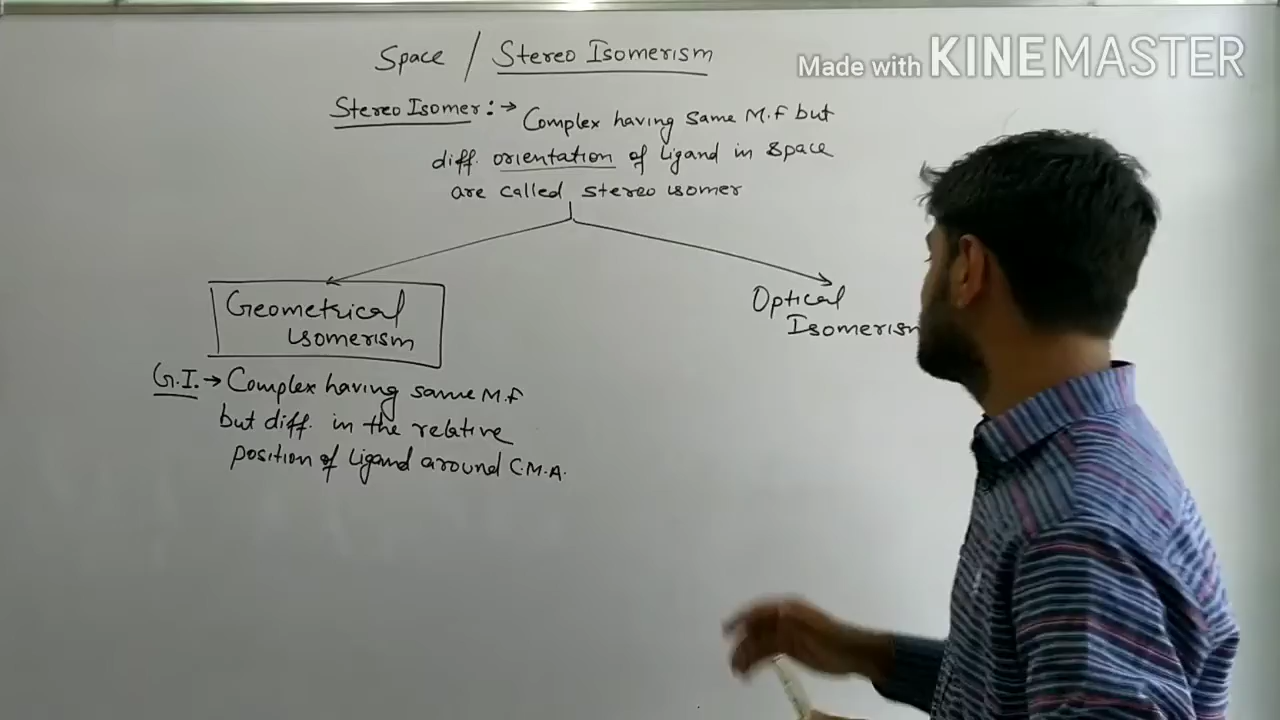 Space / Stereo Isomerism
Made with KINEMASTER
Stereo Isomer :→ Complex having same M.F but
diff. orientation of Ligand in space
are called stereo isomer
Geometrical
Isomerism
Optical
Isomerism
G.I. → Complex having same M.F
but diff. in the relative
position of Ligand around C.M.A.